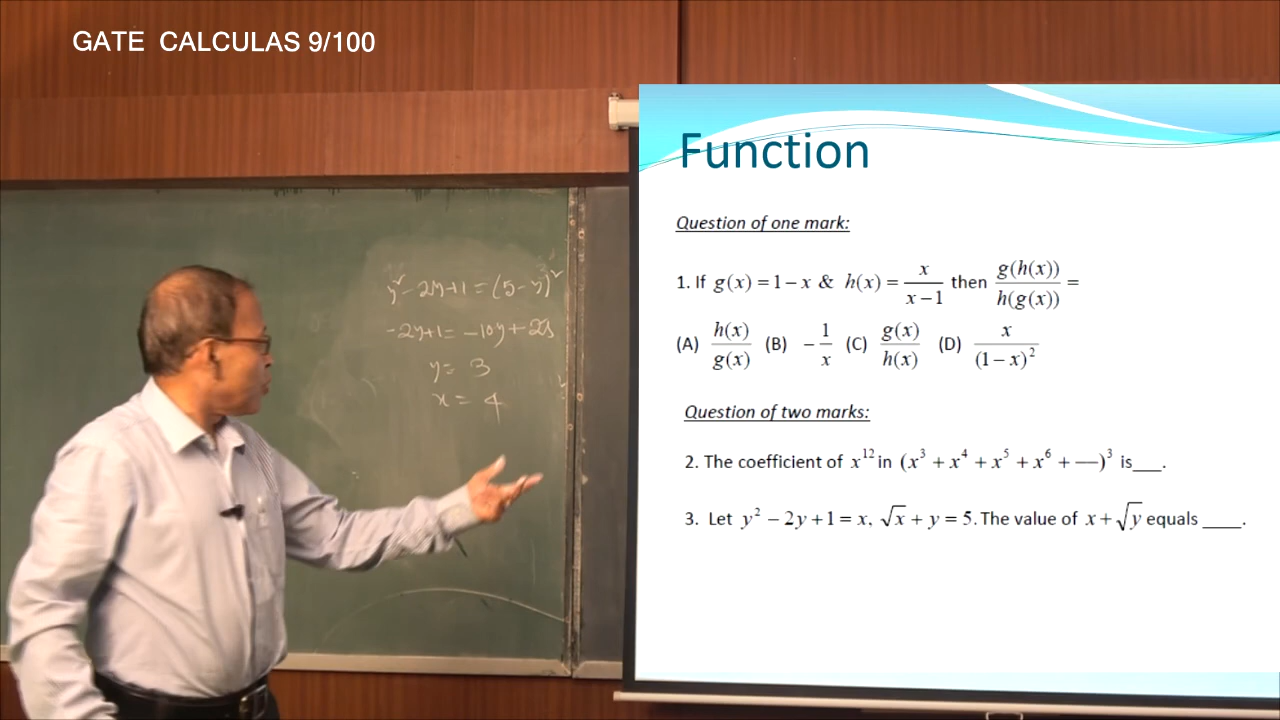 GATE CALCULAS 9/100
y² - 2y + 1 = (5 - y)²
-2y + 1 = -10y + 25
y = 3
x = 4
Function
Question of one mark:
1. If g(x) = 1 − x & h(x) = x/(x − 1) then g(h(x))/h(g(x)) =
(A) h(x)/g(x) (B) −1/x (C) g(x)/h(x) (D) x/(1 − x)²
Question of two marks:
2. The coefficient of x¹² in (x³ + x⁴ + x⁵ + x⁶ + —)³ is___.
3. Let y² − 2y + 1 = x, √x + y = 5. The value of x + √y equals ____.